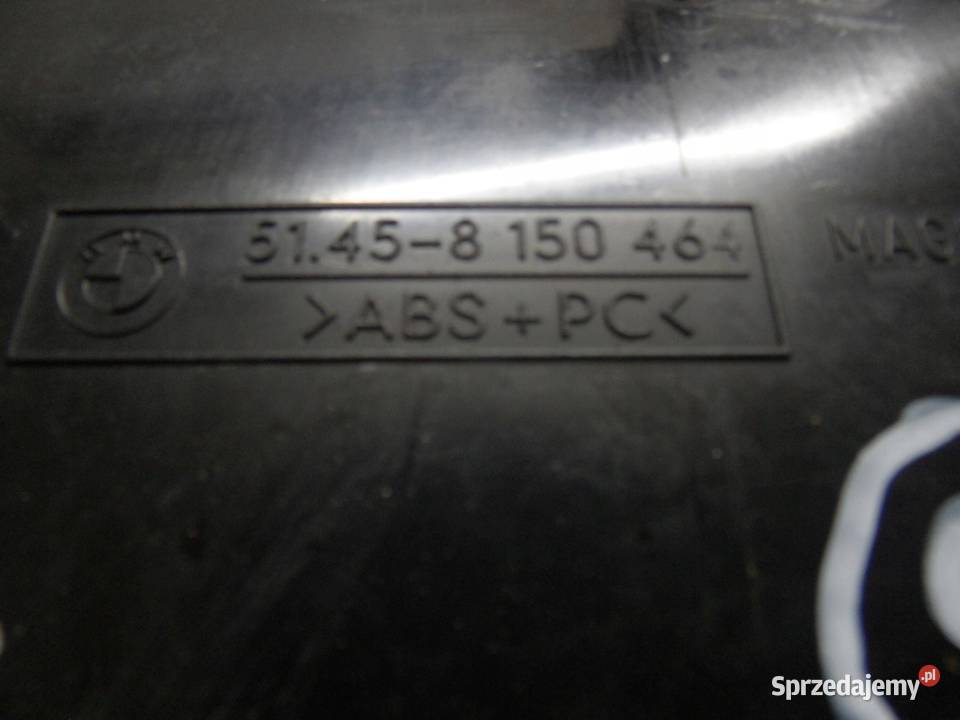 51.45-8 150 464 MAG
>ABS+PC<
Sprzedajemy.pl